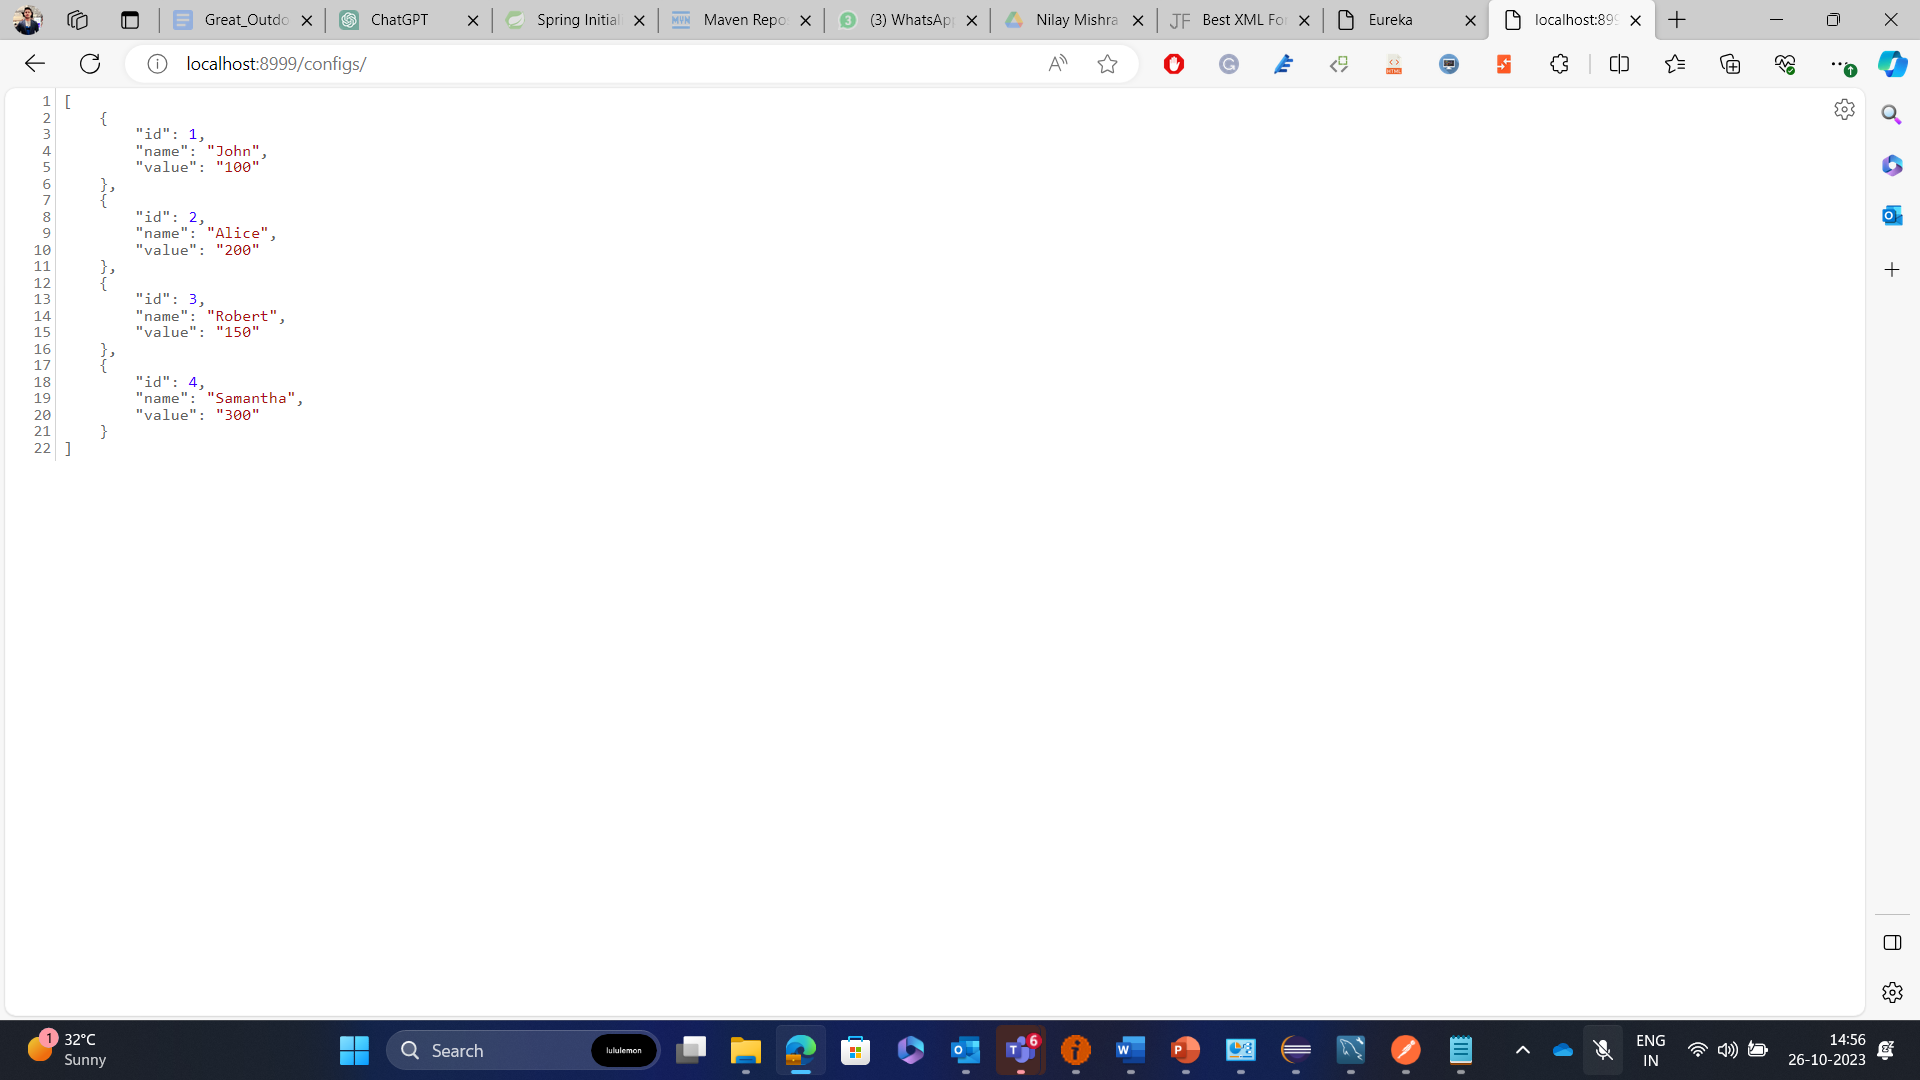 Great_Outdo
ChatGPT
Spring Initial
MVN Maven Repo
3 (3) WhatsAp
Nilay Mishra
JF Best XML Fo
Eureka
localhost:899
localhost:8999/configs/
1 [
2 {
3 "id": 1,
4 "name": "John",
5 "value": "100"
6 },
7 {
8 "id": 2,
9 "name": "Alice",
10 "value": "200"
11 },
12 {
13 "id": 3,
14 "name": "Robert",
15 "value": "150"
16 },
17 {
18 "id": 4,
19 "name": "Samantha",
20 "value": "300"
21 }
22 ]
1
32°C
Sunny
Search
lululemon
6
ENG
IN
14:56
26-10-2023